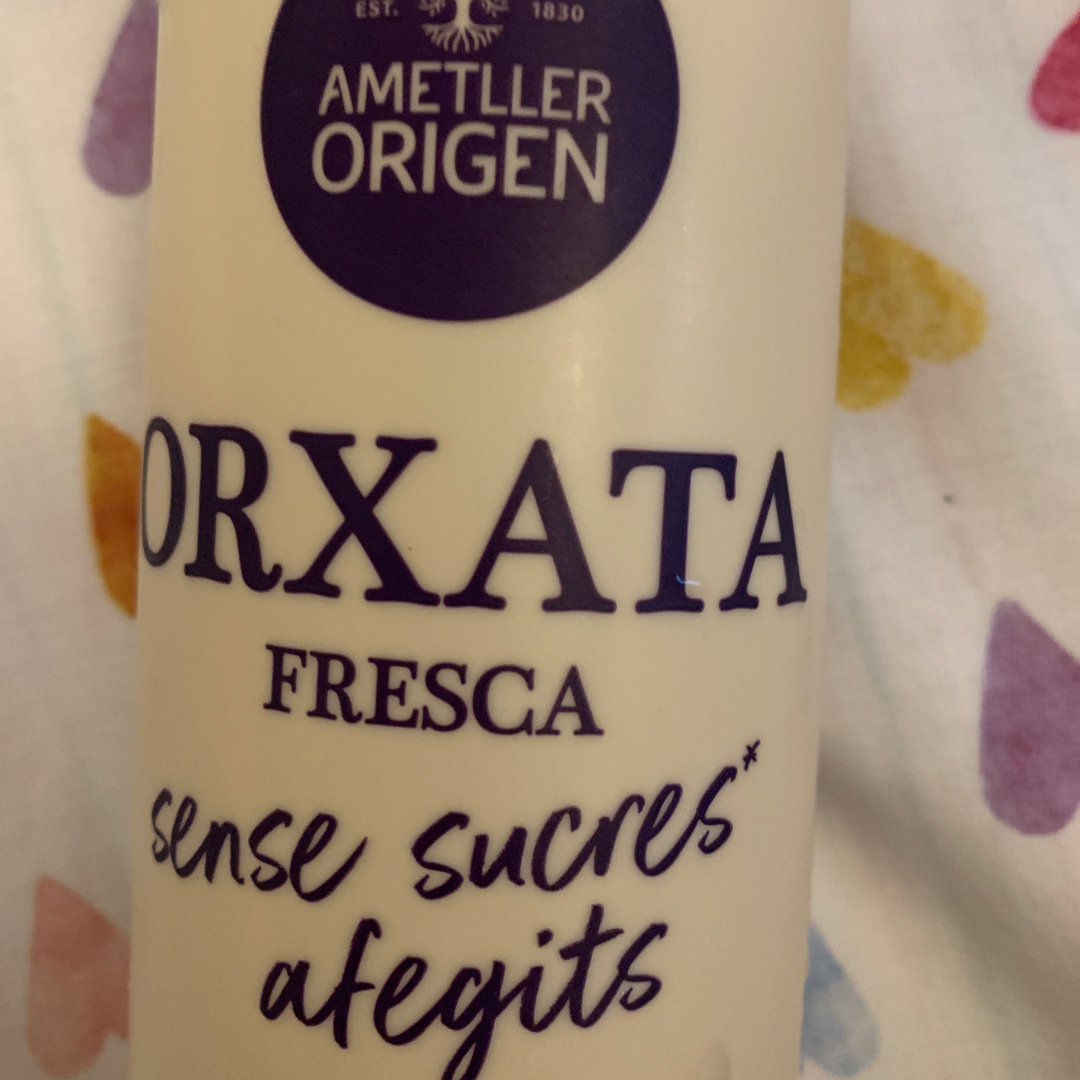 EST. 1830
AMETLLER
ORIGEN
ORXATA
FRESCA
sense sucres*
afegits